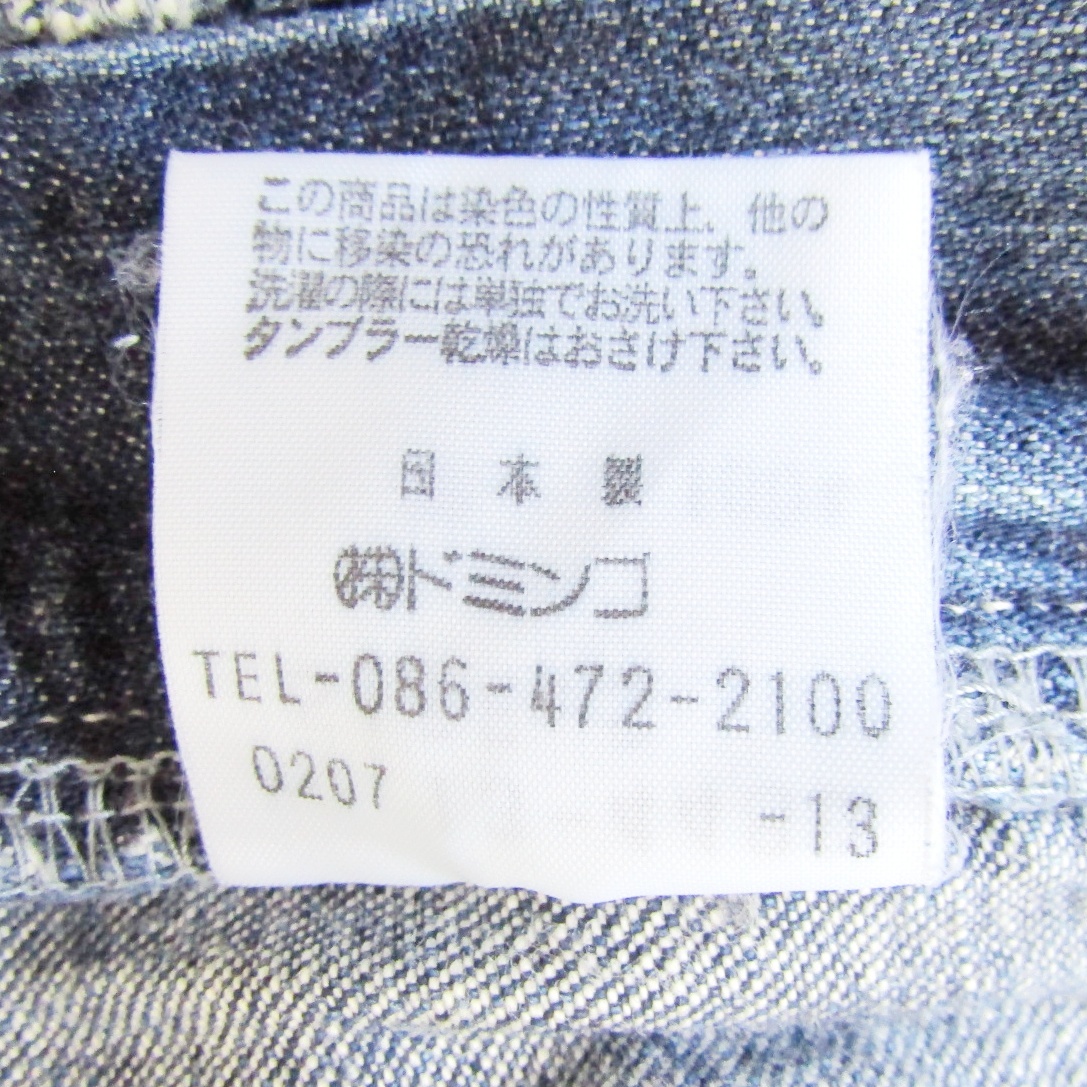 この商品は染色の性質上、他の
物に移染の恐れがあります。
洗濯の際には単独でお洗い下さい。
タンブラー乾燥はおさけ下さい。
日本製
㈱ドミンゴ
TEL-086-472-2100
0207 -13